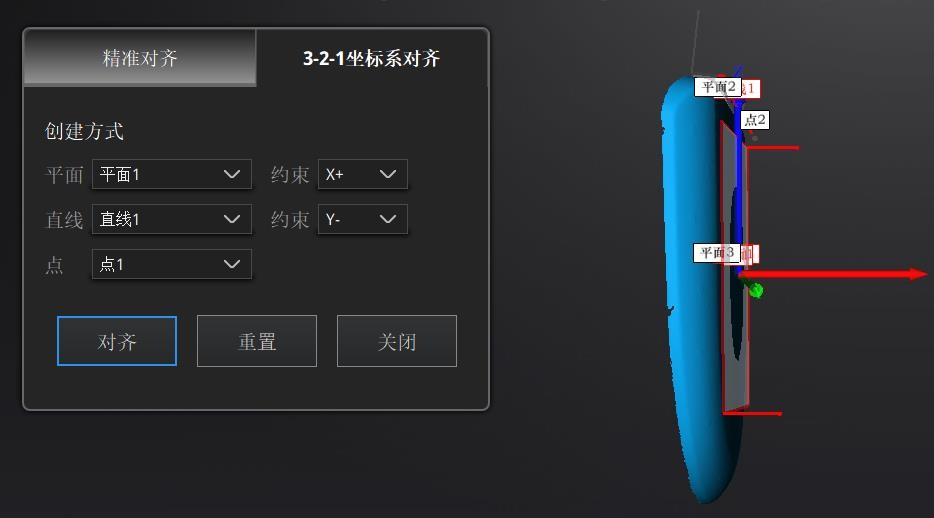 精准对齐
3-2-1坐标系对齐
创建方式
平面 平面1 约束 X+
直线 直线1 约束 Y-
点 点1
对齐 重置 关闭
Z
平面2
线1
点2
平面3